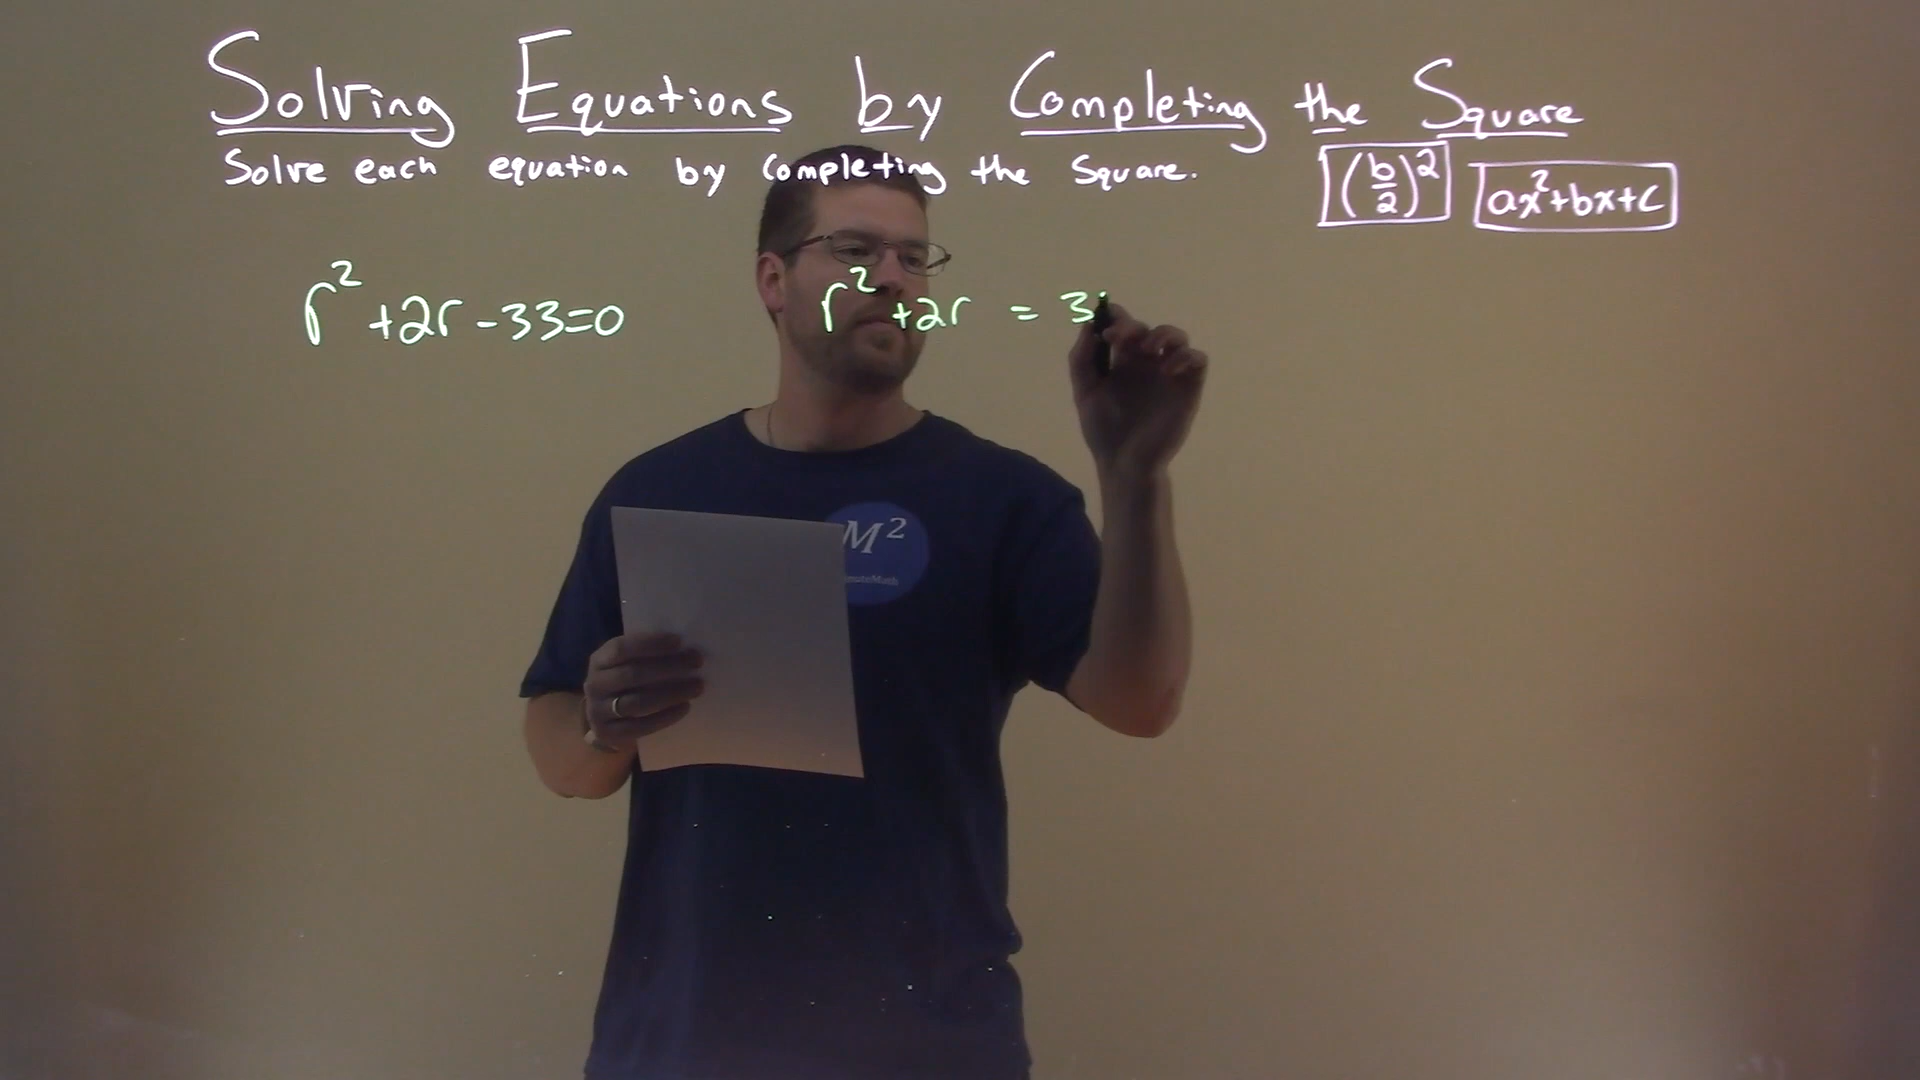 Solving Equations by Completing the Square
Solve each equation by Completing the Square.
(b/2)² ax²+bx+c
r²+2r-33=0
r²+2r = 3
M²